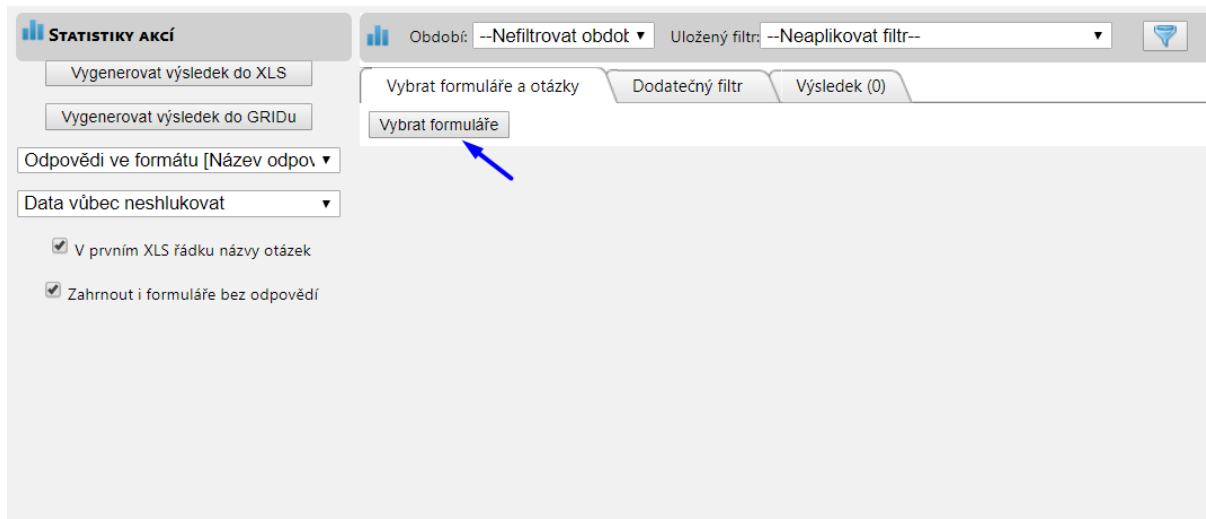 Statistiky akcí
Vygenerovat výsledek do XLS
Vygenerovat výsledek do GRIDu
Odpovědi ve formátu [Název odpov
Data vůbec neshlukovat
V prvním XLS řádku názvy otázek
Zahrnout i formuláře bez odpovědí
Období: --Nefiltrovat obdob Uložený filtr: --Neaplikovat filtr--
Vybrat formuláře a otázky Dodatečný filtr Výsledek (0)
Vybrat formuláře